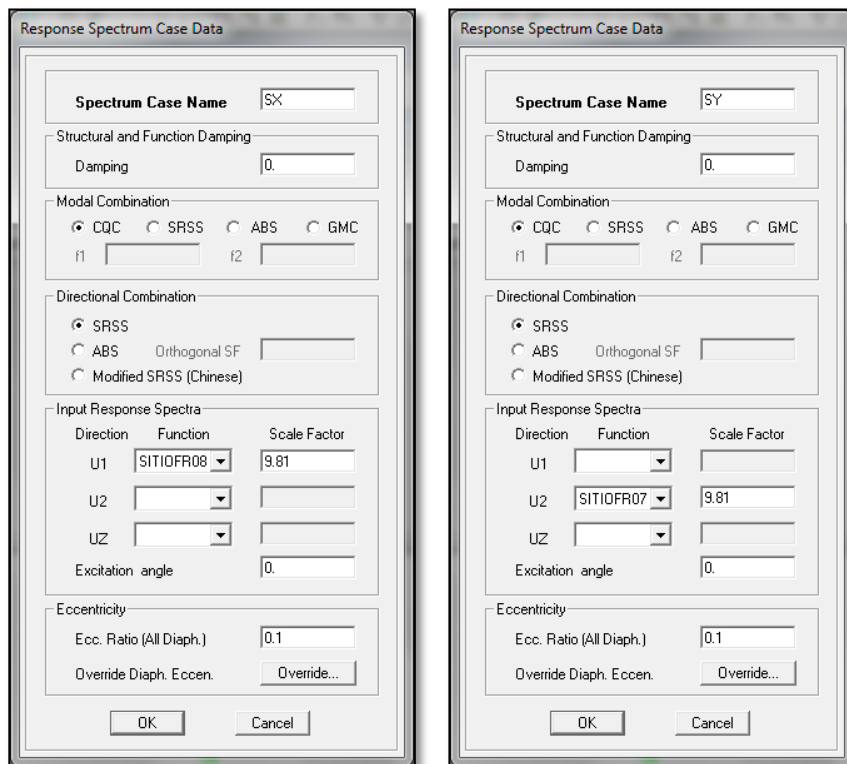 Response Spectrum Case Data
Spectrum Case Name SX
Structural and Function Damping
Damping 0.
Modal Combination
CQC SRSS ABS GMC
f1 f2
Directional Combination
SRSS
ABS Orthogonal SF
Modified SRSS (Chinese)
Input Response Spectra
Direction Function Scale Factor
U1 SITIOFR08 9.81
U2
UZ
Excitation angle 0.
Eccentricity
Ecc. Ratio (All Diaph.) 0.1
Override Diaph. Eccen. Override...
OK Cancel
Response Spectrum Case Data
Spectrum Case Name SY
Structural and Function Damping
Damping 0.
Modal Combination
CQC SRSS ABS GMC
f1 f2
Directional Combination
SRSS
ABS Orthogonal SF
Modified SRSS (Chinese)
Input Response Spectra
Direction Function Scale Factor
U1
U2 SITIOFR07 9.81
UZ
Excitation angle 0.
Eccentricity
Ecc. Ratio (All Diaph.) 0.1
Override Diaph. Eccen. Override...
OK Cancel